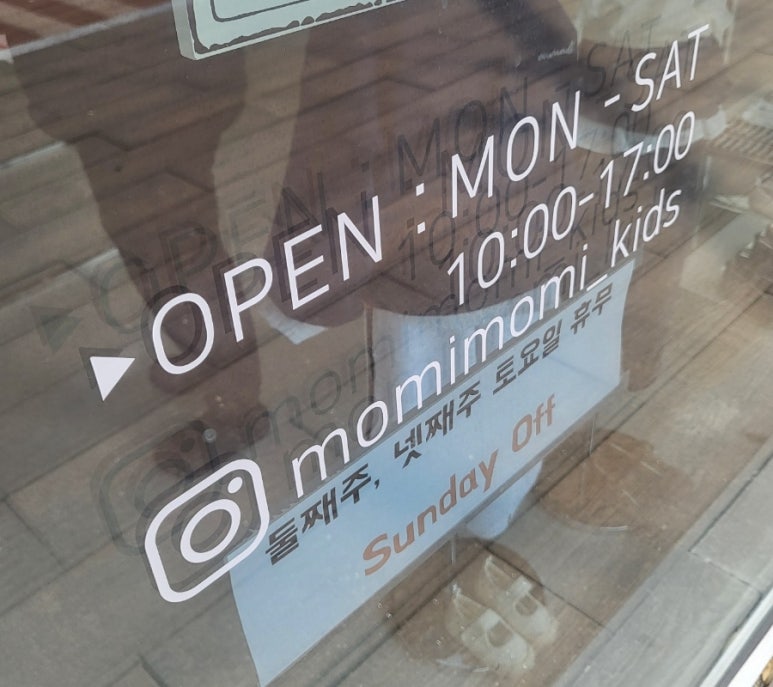 ▶OPEN : MON - SAT
10:00-17:00
momimomi_kids
둘째주, 넷째주 토요일 휴무
Sunday Off